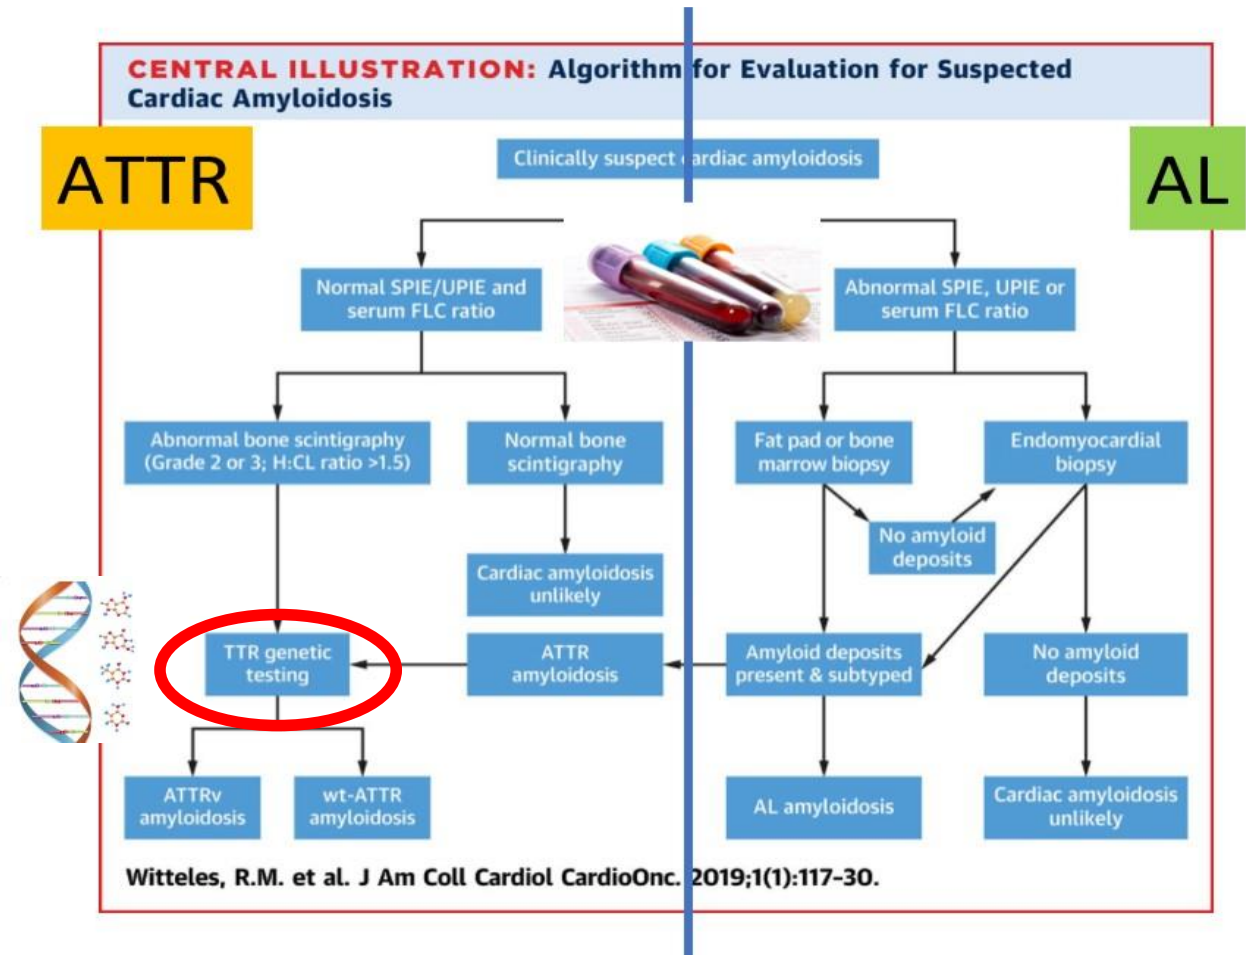 CENTRAL ILLUSTRATION: Algorithm for Evaluation for Suspected
Cardiac Amyloidosis
ATTR
AL
Clinically suspect cardiac amyloidosis
Normal SPIE/UPIE and
serum FLC ratio
Abnormal SPIE, UPIE or
serum FLC ratio
Abnormal bone scintigraphy
(Grade 2 or 3; H:CL ratio >1.5)
Normal bone
scintigraphy
Fat pad or bone
marrow biopsy
Endomyocardial
biopsy
No amyloid
deposits
Cardiac amyloidosis
unlikely
TTR genetic
testing
ATTR
amyloidosis
Amyloid deposits
present & subtyped
No amyloid
deposits
ATTRv
amyloidosis
wt-ATTR
amyloidosis
AL amyloidosis
Cardiac amyloidosis
unlikely
Witteles, R.M. et al. J Am Coll Cardiol CardioOnc. 2019;1(1):117–30.